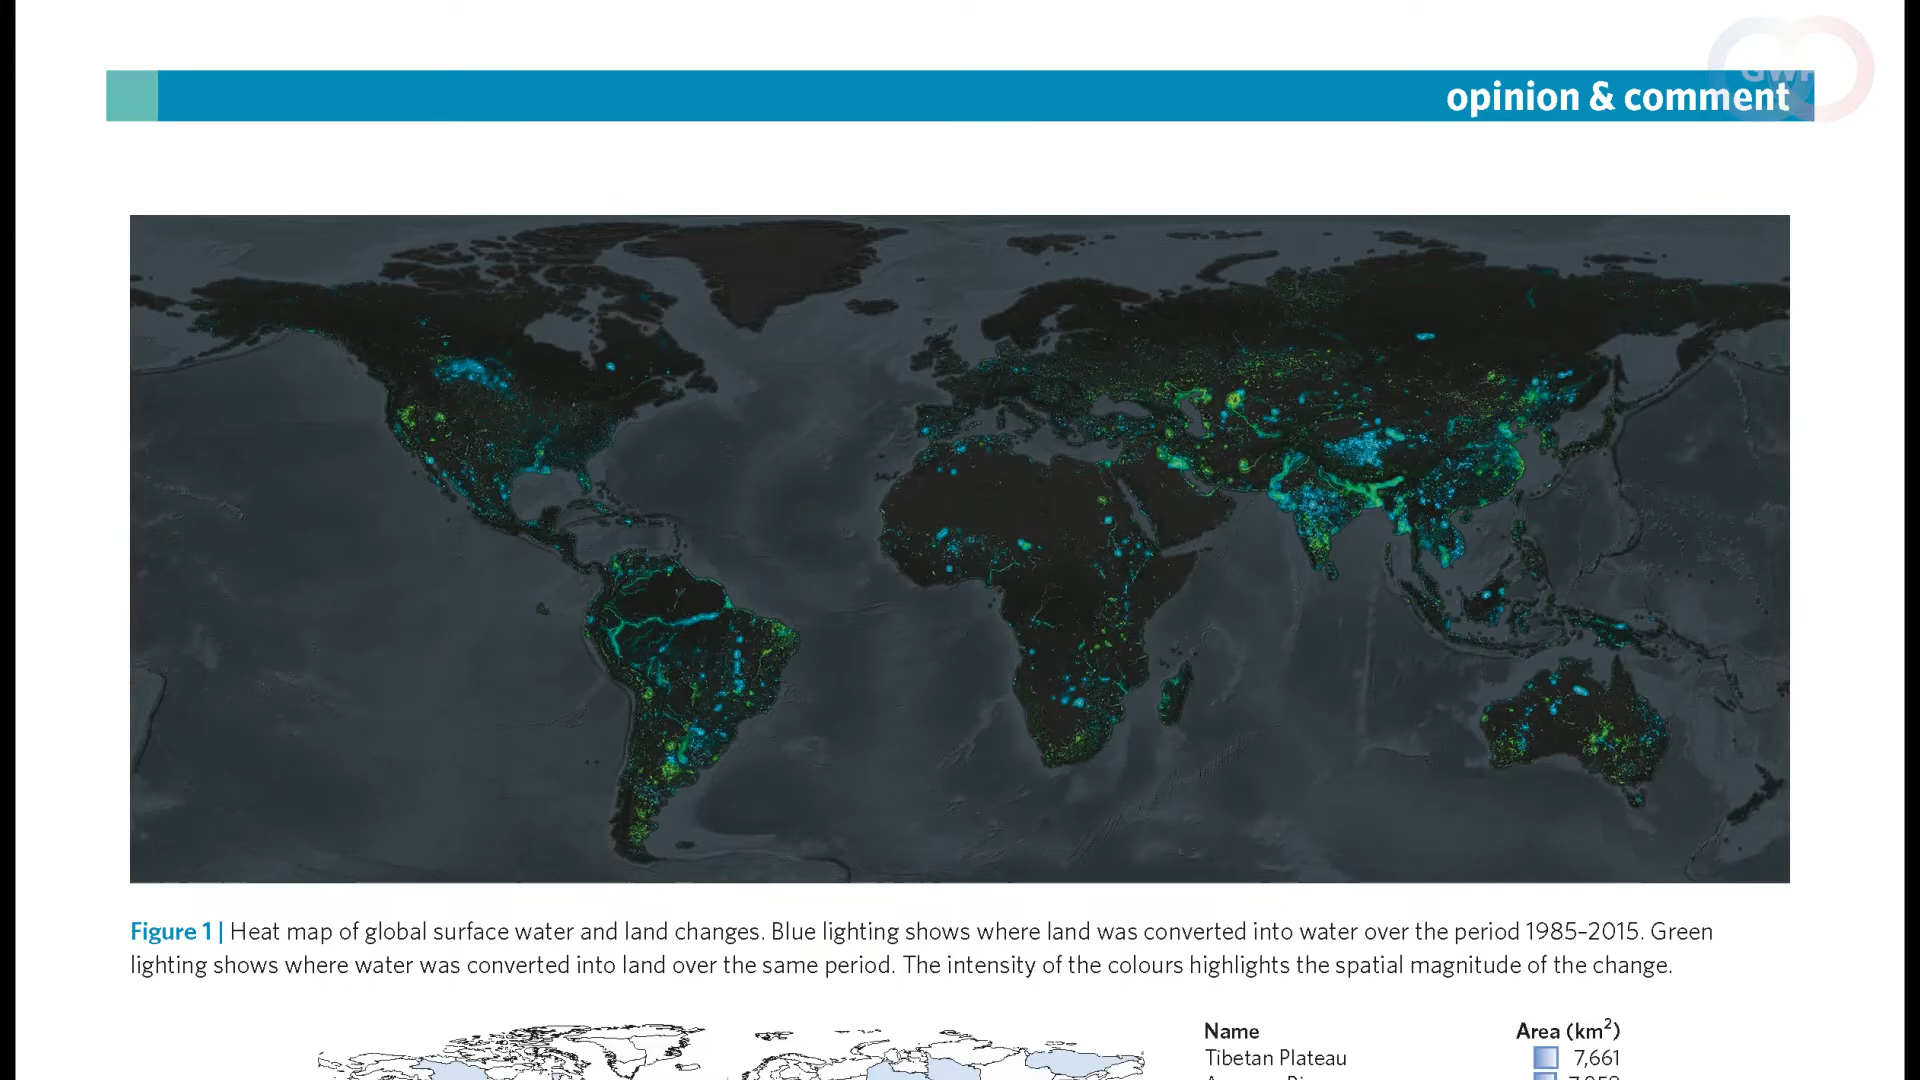 GWF
opinion & comment
Figure 1 | Heat map of global surface water and land changes. Blue lighting shows where land was converted into water over the period 1985–2015. Green
lighting shows where water was converted into land over the same period. The intensity of the colours highlights the spatial magnitude of the change.
Name Area (km²)
Tibetan Plateau 7,661